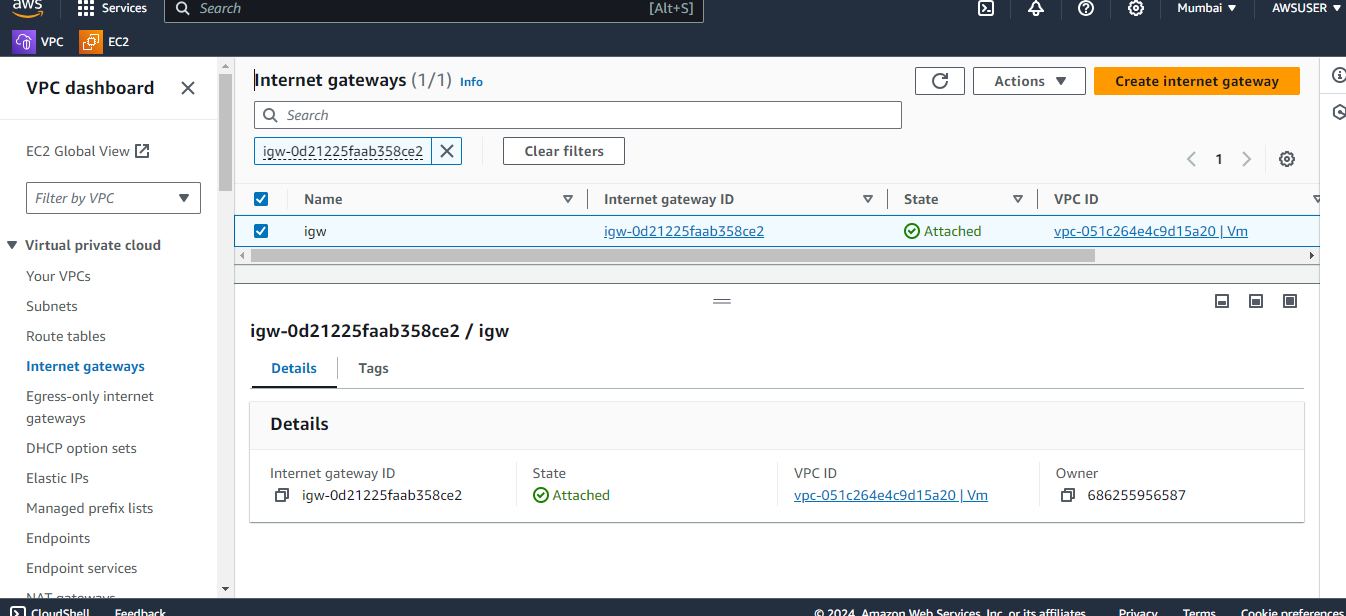 aws
Services
Search
[Alt+S]
Mumbai
AWSUSER
VPC
EC2
VPC dashboard
EC2 Global View
Filter by VPC
Virtual private cloud
Your VPCs
Subnets
Route tables
Internet gateways
Egress-only internet
gateways
DHCP option sets
Elastic IPs
Managed prefix lists
Endpoints
Endpoint services
NAT gateways
Internet gateways (1/1) Info
Actions
Create internet gateway
Search
igw-0d21225faab358ce2
Clear filters
1
Name Internet gateway ID State VPC ID
igw igw-0d21225faab358ce2 Attached vpc-051c264e4c9d15a20 | Vm
igw-0d21225faab358ce2 / igw
Details Tags
Details
Internet gateway ID State VPC ID Owner
igw-0d21225faab358ce2 Attached vpc-051c264e4c9d15a20 | Vm 686255956587
CloudShell Feedback © 2024, Amazon Web Services, Inc. or its affiliates. Privacy Terms Cookie preferences